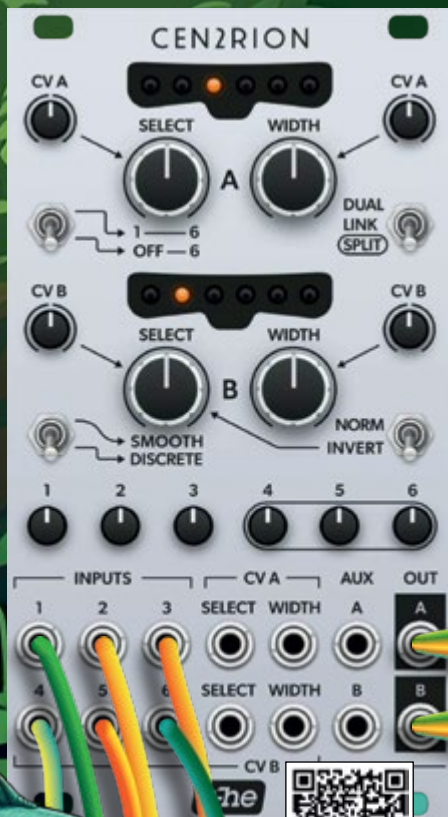 CEN2RION
CV A
CV A
SELECT
WIDTH
A
1 — 6
OFF — 6
DUAL
LINK
SPLIT
CV B
CV B
SELECT
WIDTH
B
SMOOTH
DISCRETE
NORM
INVERT
1 2 3 4 5 6
INPUTS CV A AUX OUT
1 2 3 SELECT WIDTH A A
4 5 6 SELECT WIDTH B B
CV B
he